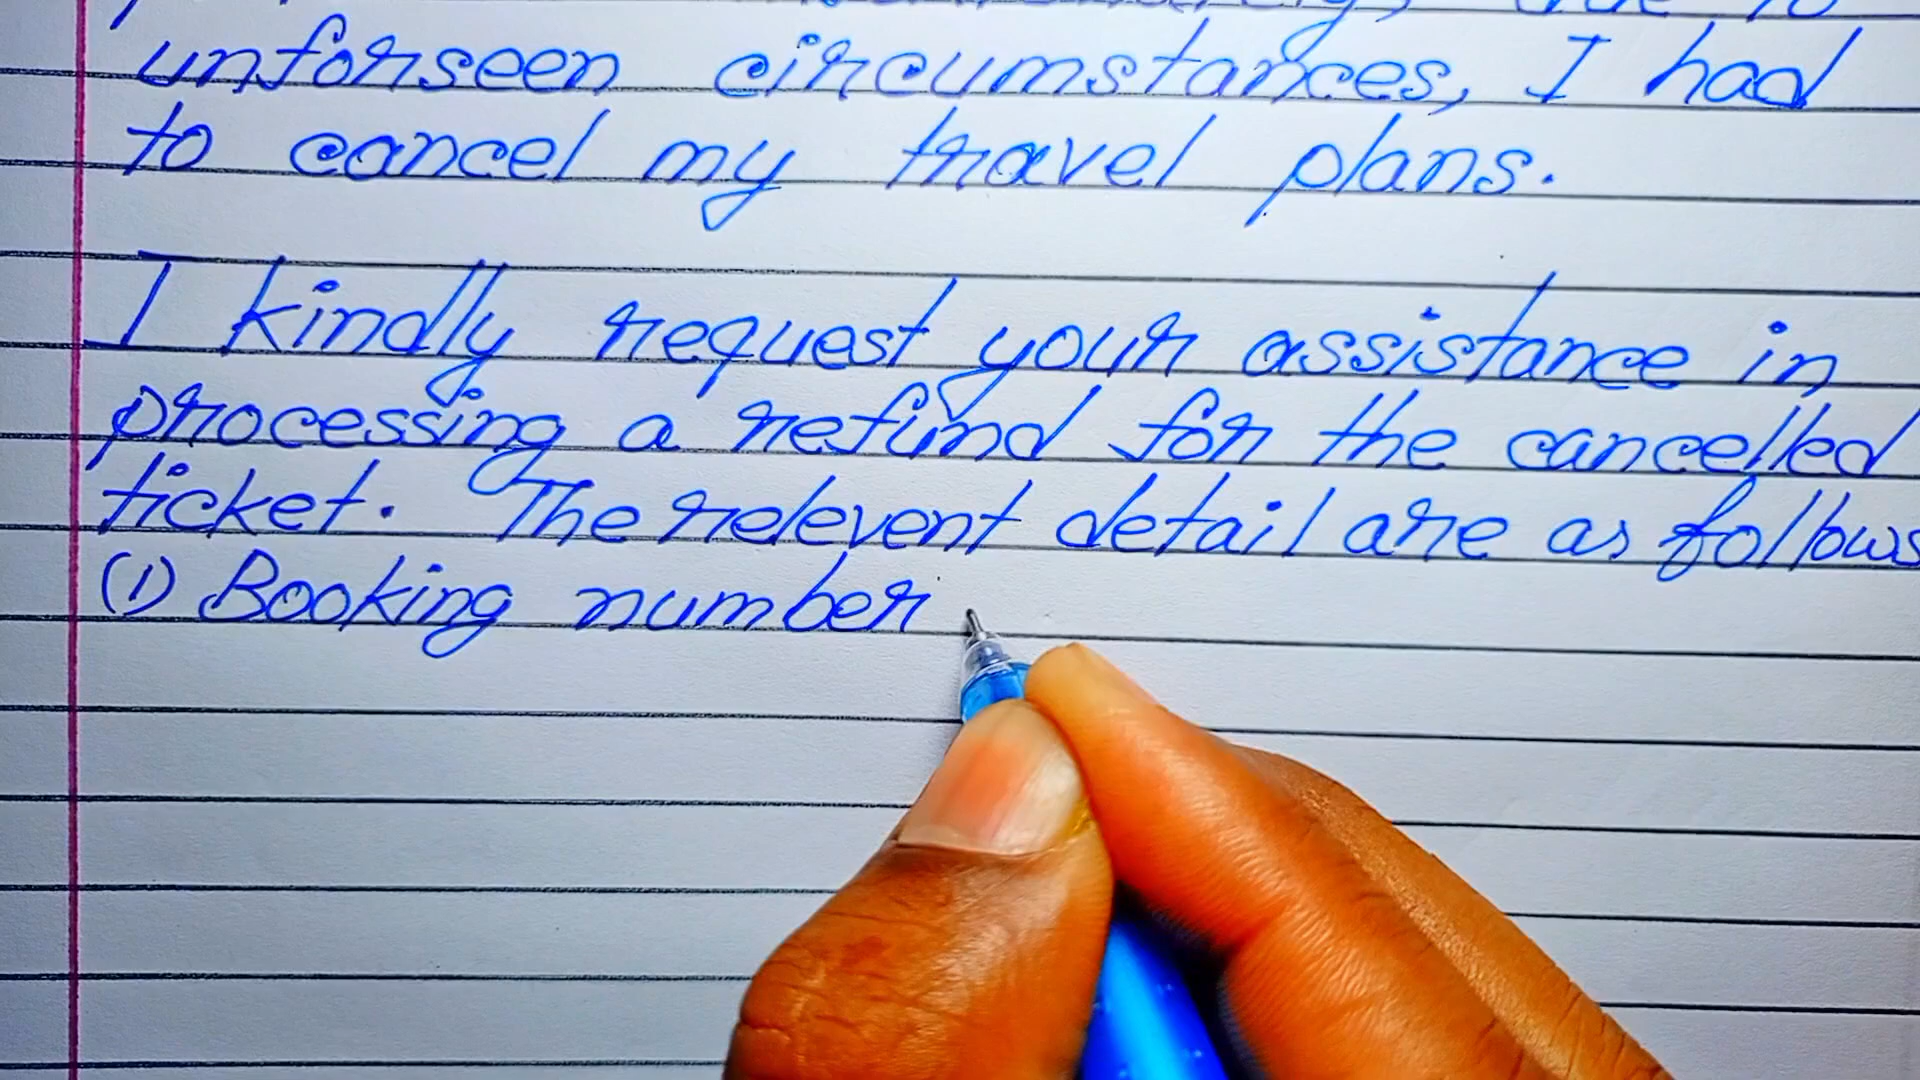 unforseen circumstances, I had
to cancel my travel plans.
I kindly request your assistance in
processing a refund for the cancelled
ticket. The relevent detail are as follows
(1) Booking number